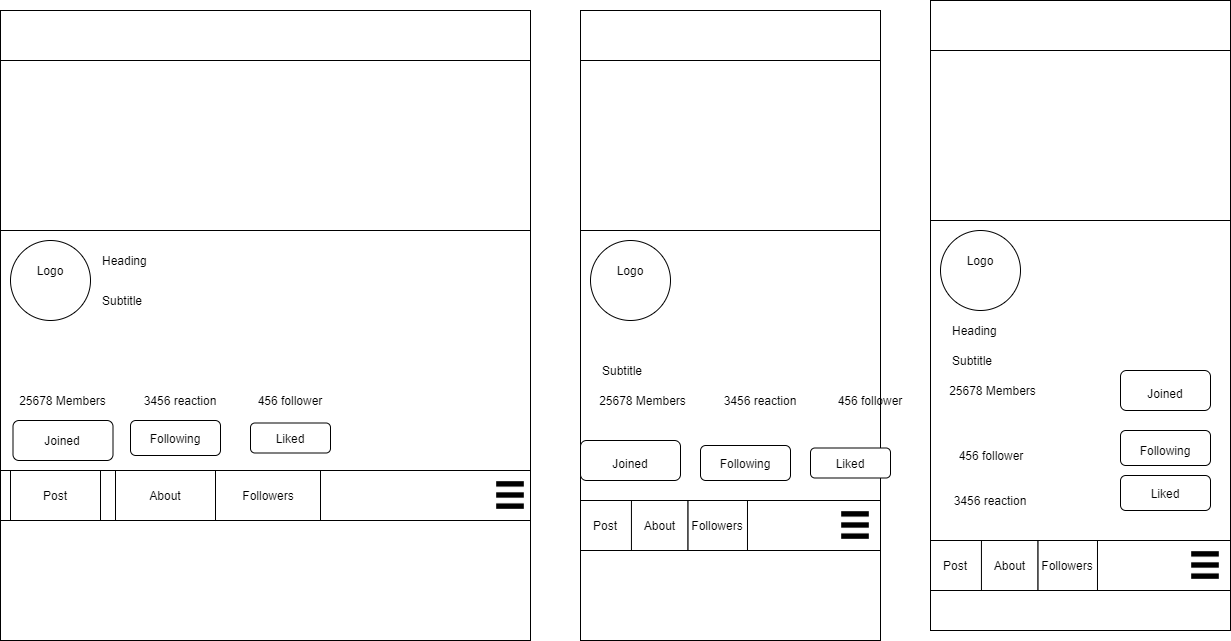 Logo
Heading
Subtitle
25678 Members
3456 reaction
456 follower
Joined
Following
Liked
Post
About
Followers
Logo
Subtitle
25678 Members
3456 reaction
456 follower
Joined
Following
Liked
Post
About
Followers
Logo
Heading
Subtitle
25678 Members
Joined
456 follower
Following
3456 reaction
Liked
Post
About
Followers